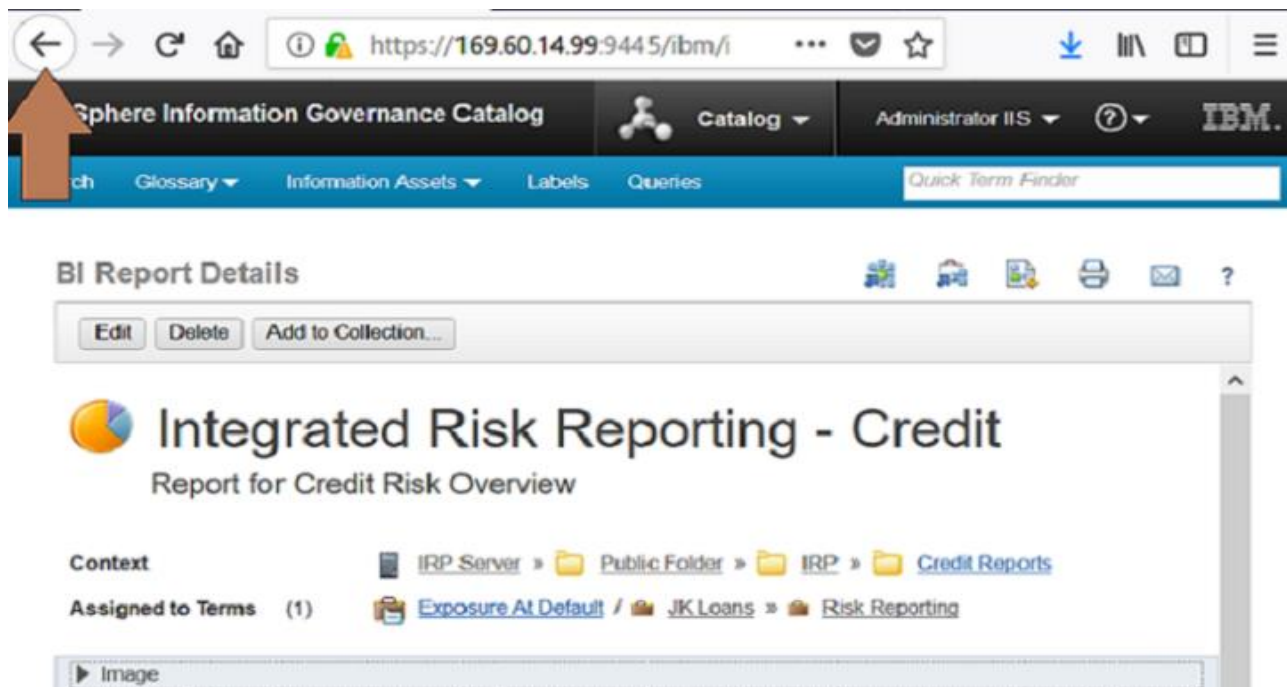 https://169.60.14.99:9445/ibm/i
Sphere Information Governance Catalog Catalog Administrator IIS ? IBM.
rch Glossary Information Assets Labels Queries Quick Term Finder
BI Report Details ?
Edit Delete Add to Collection...
Integrated Risk Reporting - Credit
Report for Credit Risk Overview
Context IRP Server » Public Folder » IRP » Credit Reports
Assigned to Terms (1) Exposure At Default / JK Loans » Risk Reporting
Image